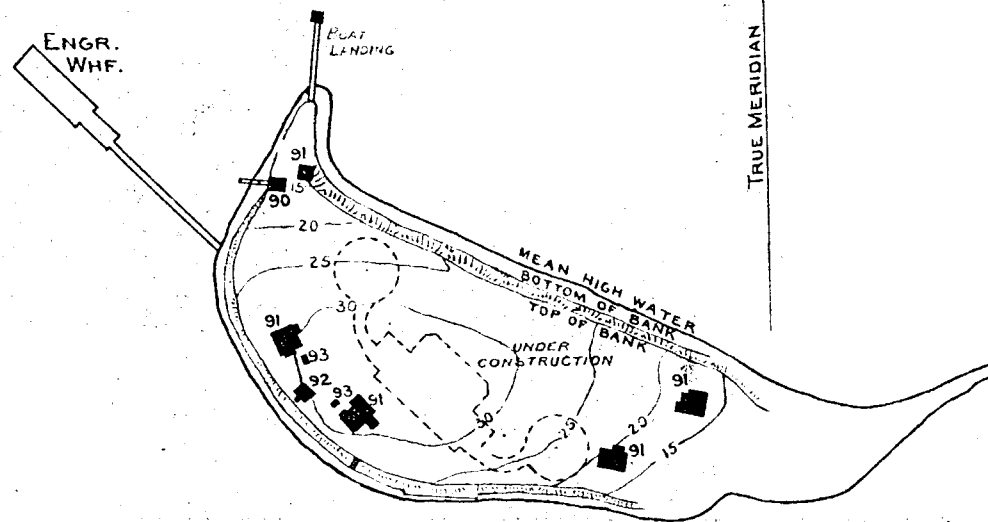 ENGR.
WHF.
BOAT
LANDING
TRUE MERIDIAN
91
15
90
20
25
MEAN HIGH WATER
BOTTOM OF BANK
TOP OF BANK
30
91
93
UNDER
CONSTRUCTION
92
93
91
91
30
25
20
15
91